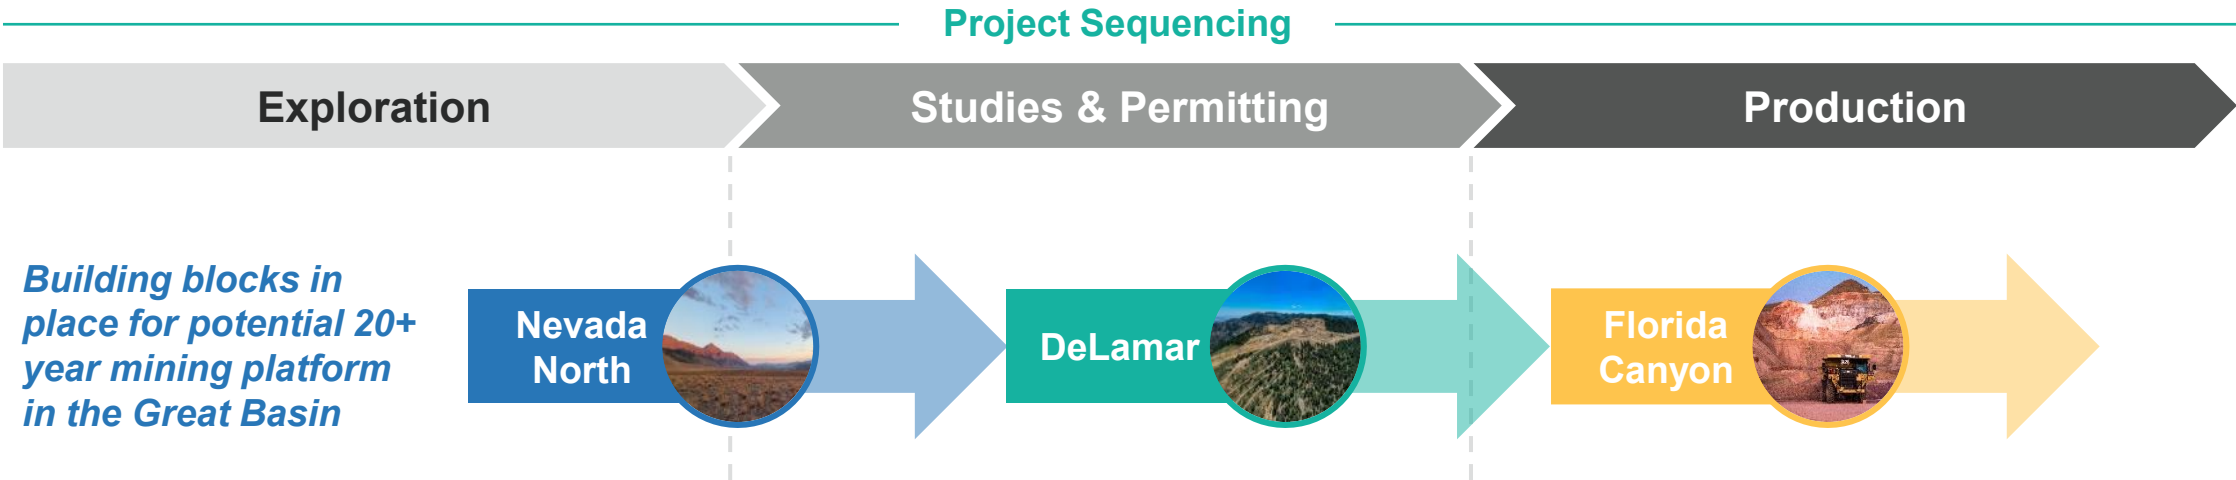 Project Sequencing
Exploration
Studies & Permitting
Production
Building blocks in
place for potential 20+
year mining platform
in the Great Basin
Nevada
North
DeLamar
Florida
Canyon